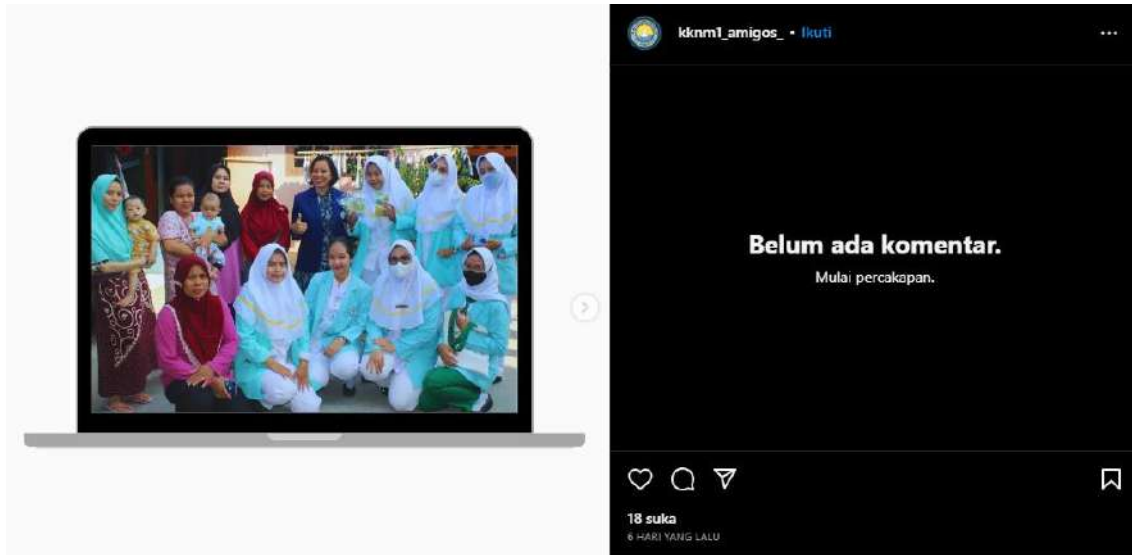 kknm1_amigos_ • Ikuti
Belum ada komentar.
Mulai percakapan.
18 suka
6 HARI YANG LALU